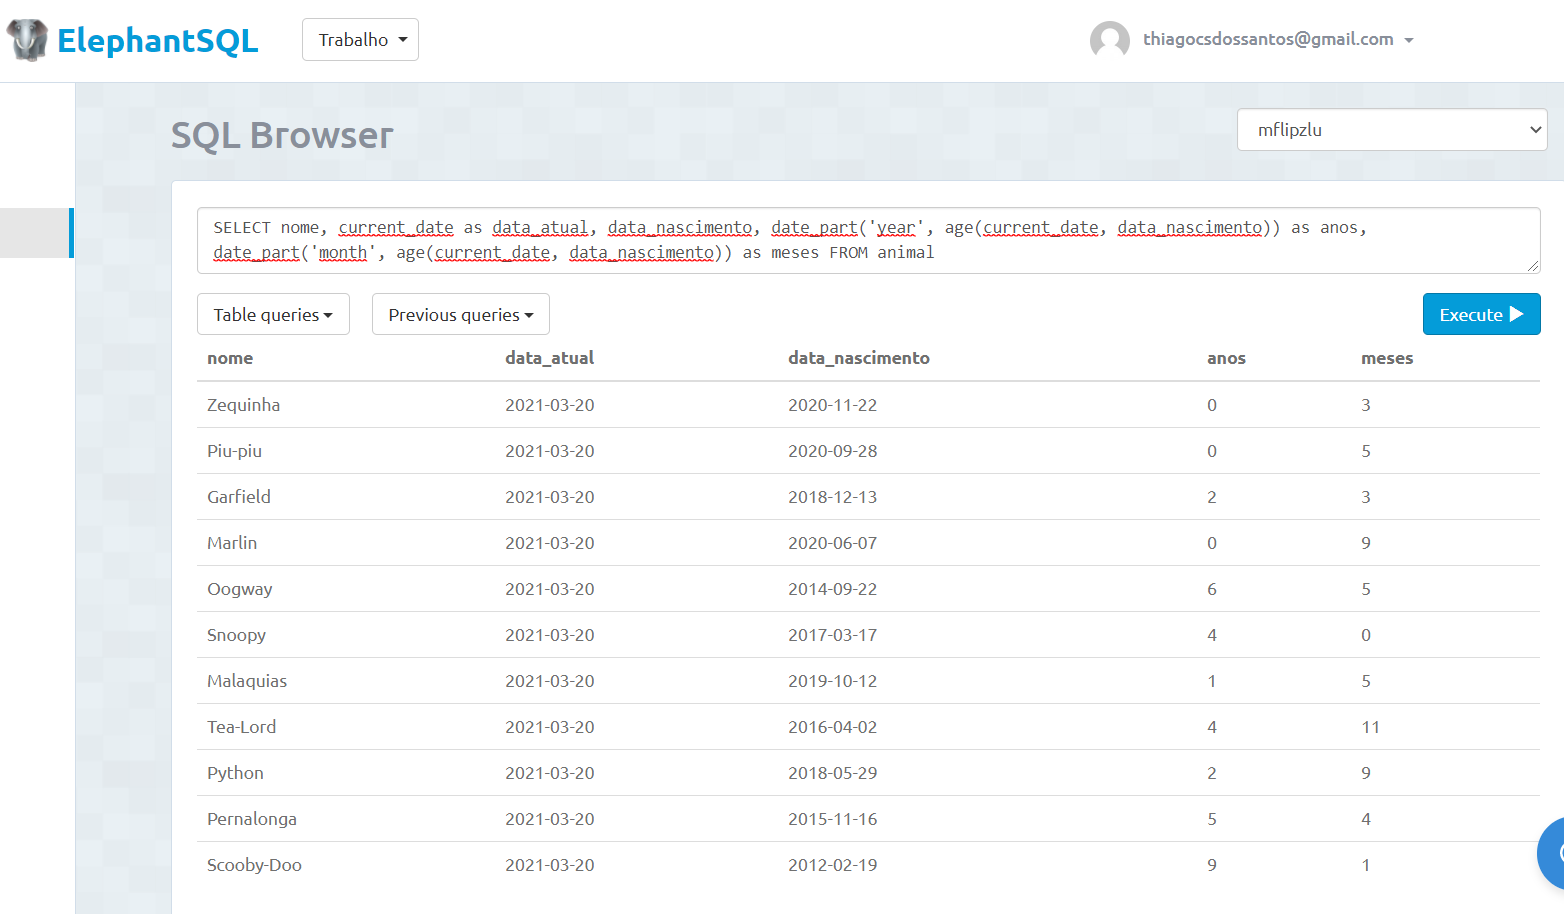 ElephantSQL Trabalho thiagocsdossantos@gmail.com
SQL Browser mflipzlu
SELECT nome, current_date as data_atual, data_nascimento, date_part('year', age(current_date, data_nascimento)) as anos,
date_part('month', age(current_date, data_nascimento)) as meses FROM animal
Table queries Previous queries Execute
nome data_atual data_nascimento anos meses
Zequinha 2021-03-20 2020-11-22 0 3
Piu-piu 2021-03-20 2020-09-28 0 5
Garfield 2021-03-20 2018-12-13 2 3
Marlin 2021-03-20 2020-06-07 0 9
Oogway 2021-03-20 2014-09-22 6 5
Snoopy 2021-03-20 2017-03-17 4 0
Malaquias 2021-03-20 2019-10-12 1 5
Tea-Lord 2021-03-20 2016-04-02 4 11
Python 2021-03-20 2018-05-29 2 9
Pernalonga 2021-03-20 2015-11-16 5 4
Scooby-Doo 2021-03-20 2012-02-19 9 1